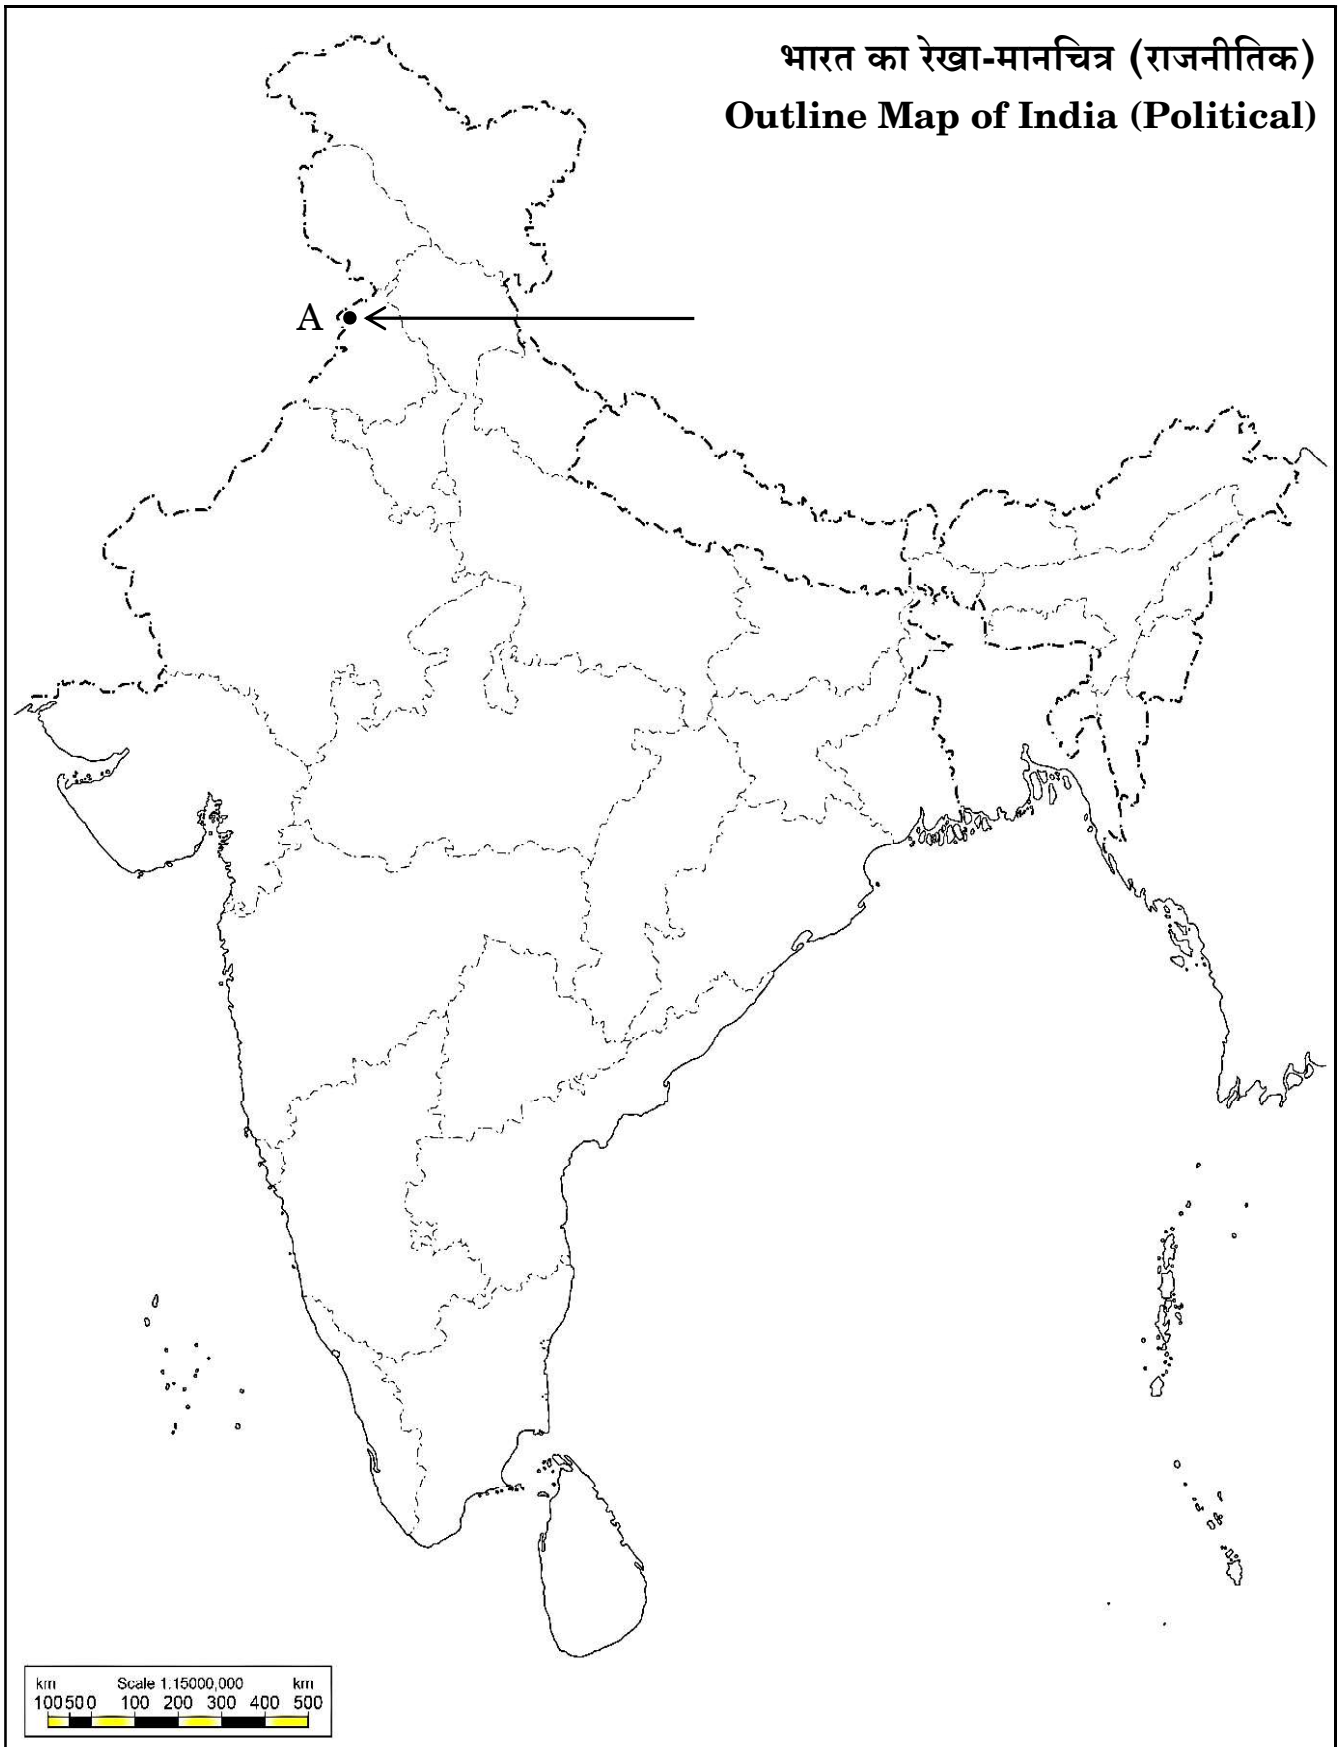 भारत का रेखा-मानचित्र (राजनीतिक)
Outline Map of India (Political)
A
km Scale 1:15000,000 km
100 50 0 100 200 300 400 500